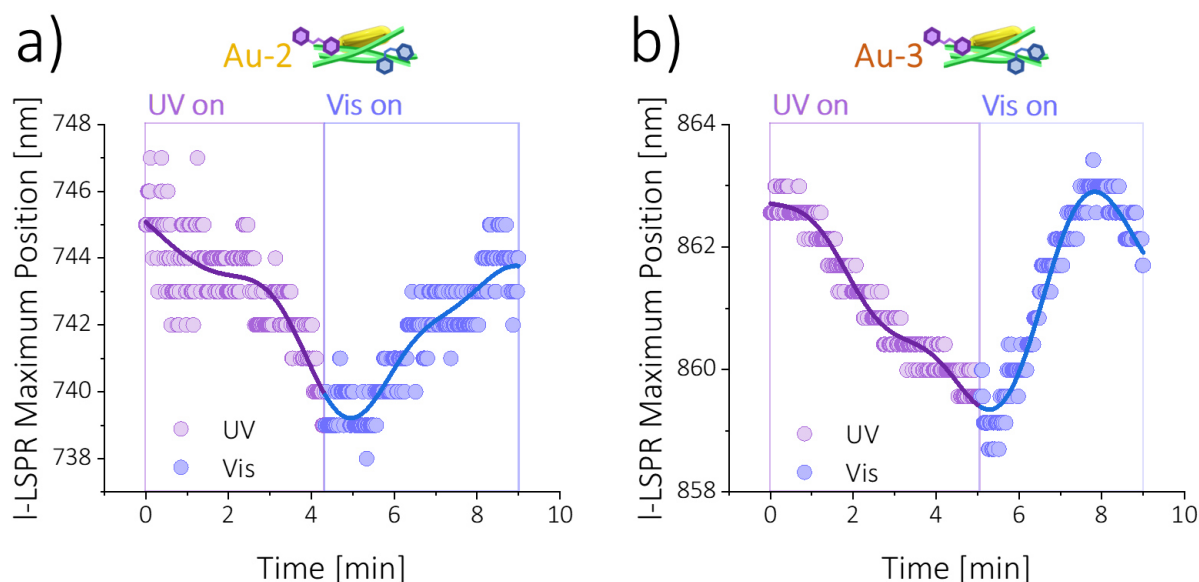 a)
Au-2
UV on
Vis on
l-LSPR Maximum Position [nm]
748
746
744
742
740
738
UV
Vis
0
2
4
6
8
10
Time [min]
b)
Au-3
UV on
Vis on
l-LSPR Maximum Position [nm]
864
862
860
858
UV
Vis
0
2
4
6
8
10
Time [min]